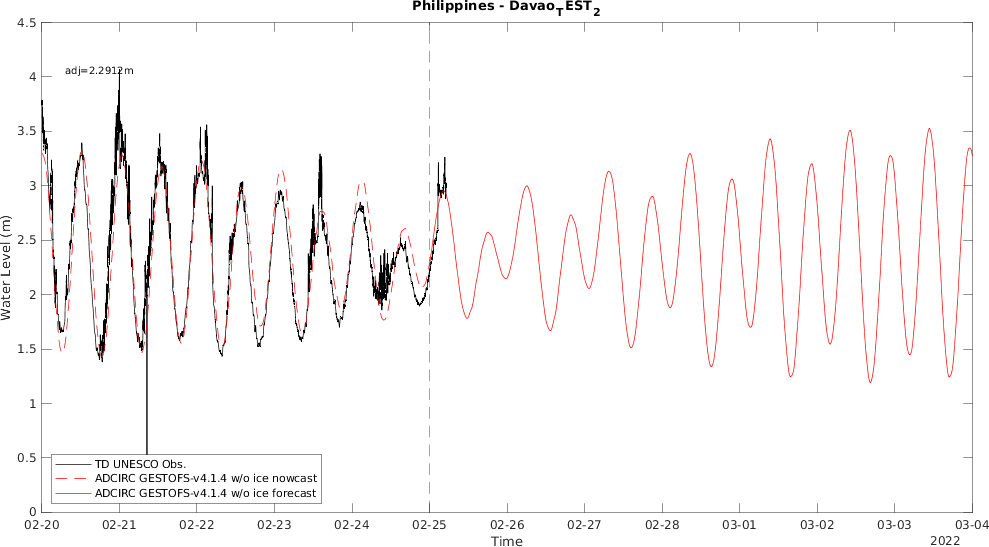 Philippines - Davao_TEST_2
4.5
4
3.5
3
2.5
2
1.5
1
0.5
0
Water Level (m)
adj=2.2912m
TD UNESCO Obs.
ADCIRC GESTOFS-v4.1.4 w/o ice nowcast
ADCIRC GESTOFS-v4.1.4 w/o ice forecast
02-20 02-21 02-22 02-23 02-24 02-25 02-26 02-27 02-28 03-01 03-02 03-03 03-04
Time
2022